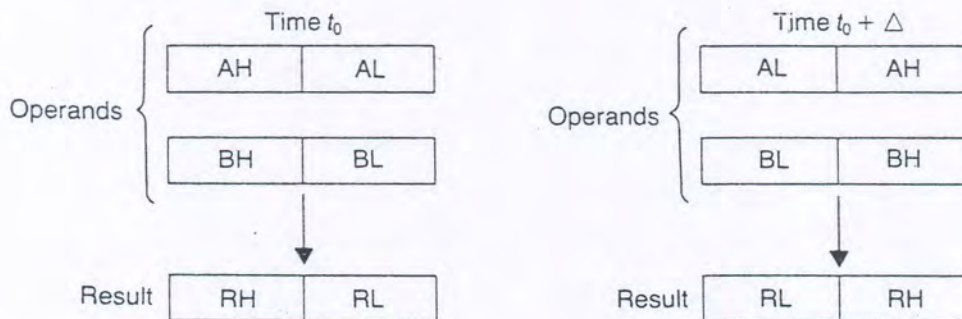 Time t₀
AH AL
Operands
BH BL
Result RH RL
Time t₀ + △
AL AH
Operands
BL BH
Result RL RH